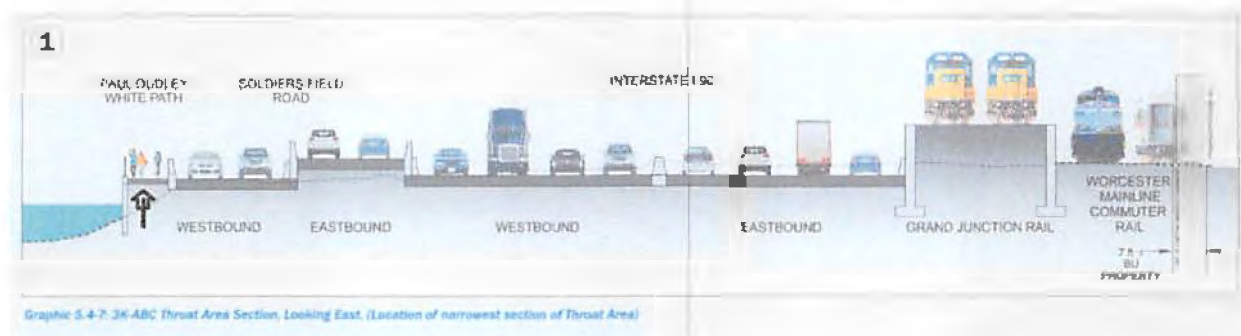 1
PAUL DUDLEY
WHITE PATH
SOLDIERS FIELD
ROAD
INTERSTATE I-90
WESTBOUND
EASTBOUND
WESTBOUND
EASTBOUND
GRAND JUNCTION RAIL
WORCESTER
MAINLINE
COMMUTER
RAIL
7 ft
BU
PROPERTY
Graphic 5.4-7: 3K-ABC Throat Area Section, Looking East. (Location of narrowest section of Throat Area)